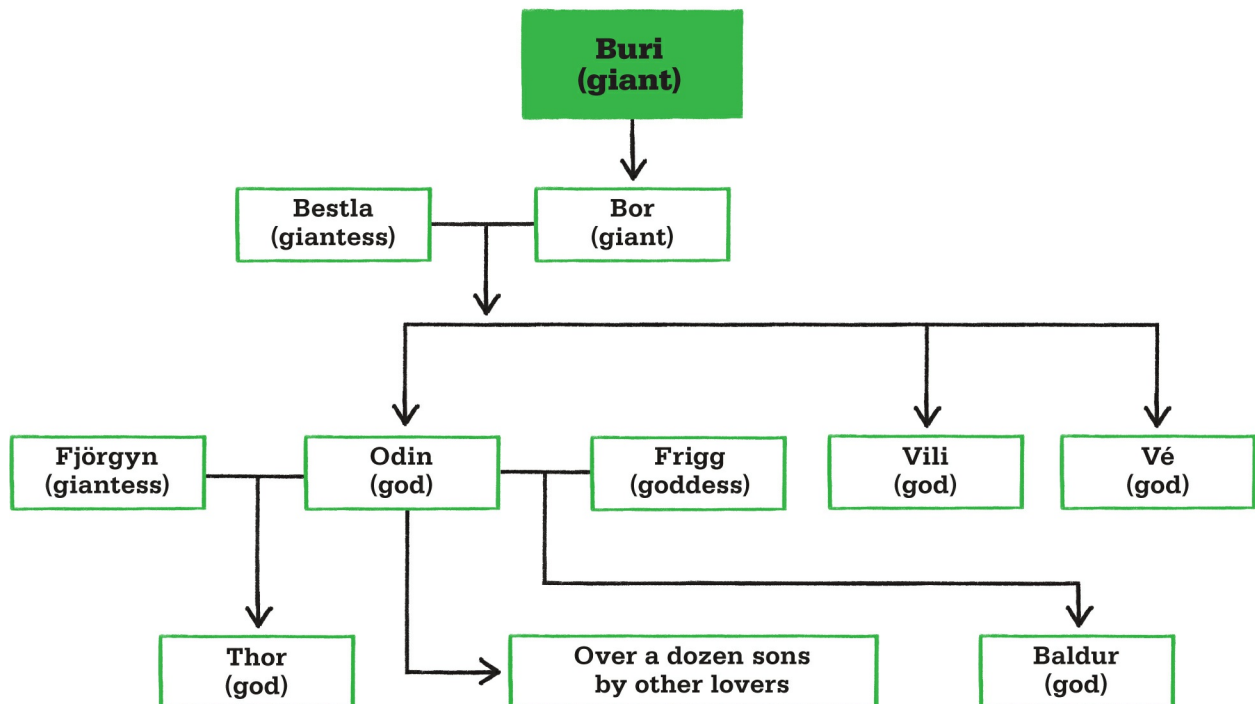 Buri
(giant)
Bestla
(giantess)
Bor
(giant)
Fjörgyn
(giantess)
Odin
(god)
Frigg
(goddess)
Vili
(god)
Vé
(god)
Thor
(god)
Over a dozen sons
by other lovers
Baldur
(god)